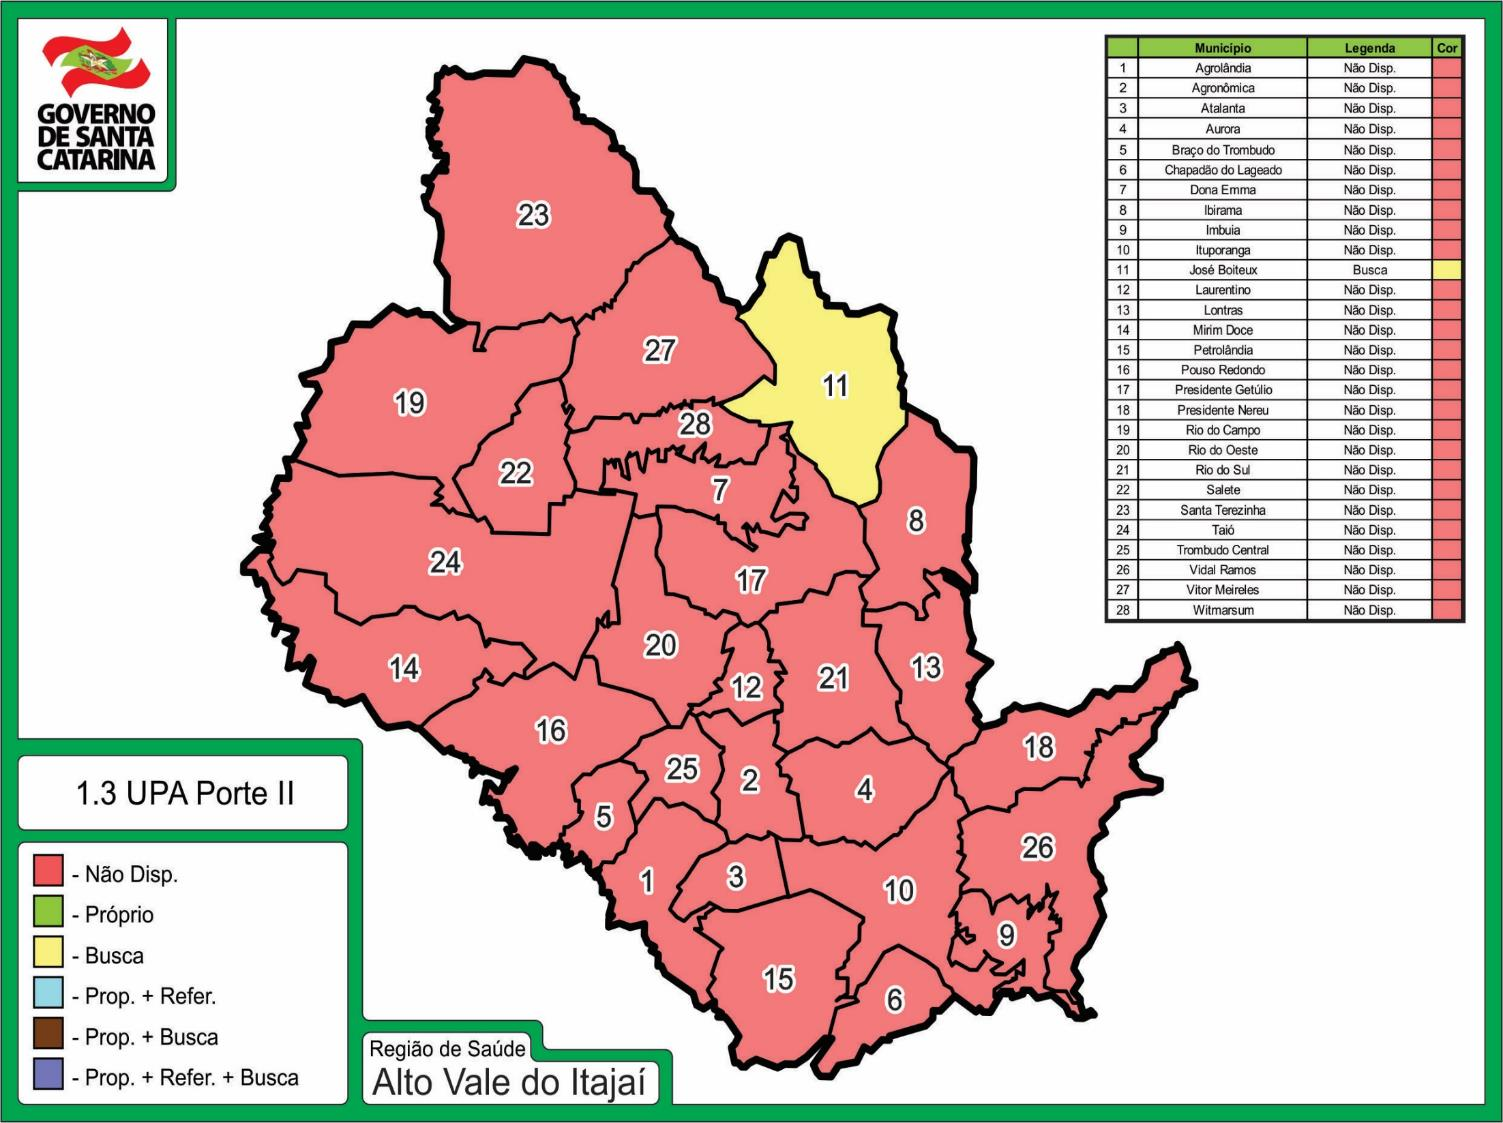 GOVERNO
DE SANTA
CATARINA
Município Legenda Cor
1 Agrolândia Não Disp.
2 Agronômica Não Disp.
3 Atalanta Não Disp.
4 Aurora Não Disp.
5 Braço do Trombudo Não Disp.
6 Chapadão do Lageado Não Disp.
7 Dona Emma Não Disp.
8 Ibirama Não Disp.
9 Imbuia Não Disp.
10 Ituporanga Não Disp.
11 José Boiteux Busca
12 Laurentino Não Disp.
13 Lontras Não Disp.
14 Mirim Doce Não Disp.
15 Petrolândia Não Disp.
16 Pouso Redondo Não Disp.
17 Presidente Getúlio Não Disp.
18 Presidente Nereu Não Disp.
19 Rio do Campo Não Disp.
20 Rio do Oeste Não Disp.
21 Rio do Sul Não Disp.
22 Salete Não Disp.
23 Santa Terezinha Não Disp.
24 Taió Não Disp.
25 Trombudo Central Não Disp.
26 Vidal Ramos Não Disp.
27 Vitor Meireles Não Disp.
28 Witmarsum Não Disp.
23
27
11
19
28
22
7
8
24
17
20
14
12
21
13
16
18
25
2
4
5
26
1
3
10
9
15
6
1.3 UPA Porte II
- Não Disp.
- Próprio
- Busca
- Prop. + Refer.
- Prop. + Busca
- Prop. + Refer. + Busca
Região de Saúde
Alto Vale do Itajaí